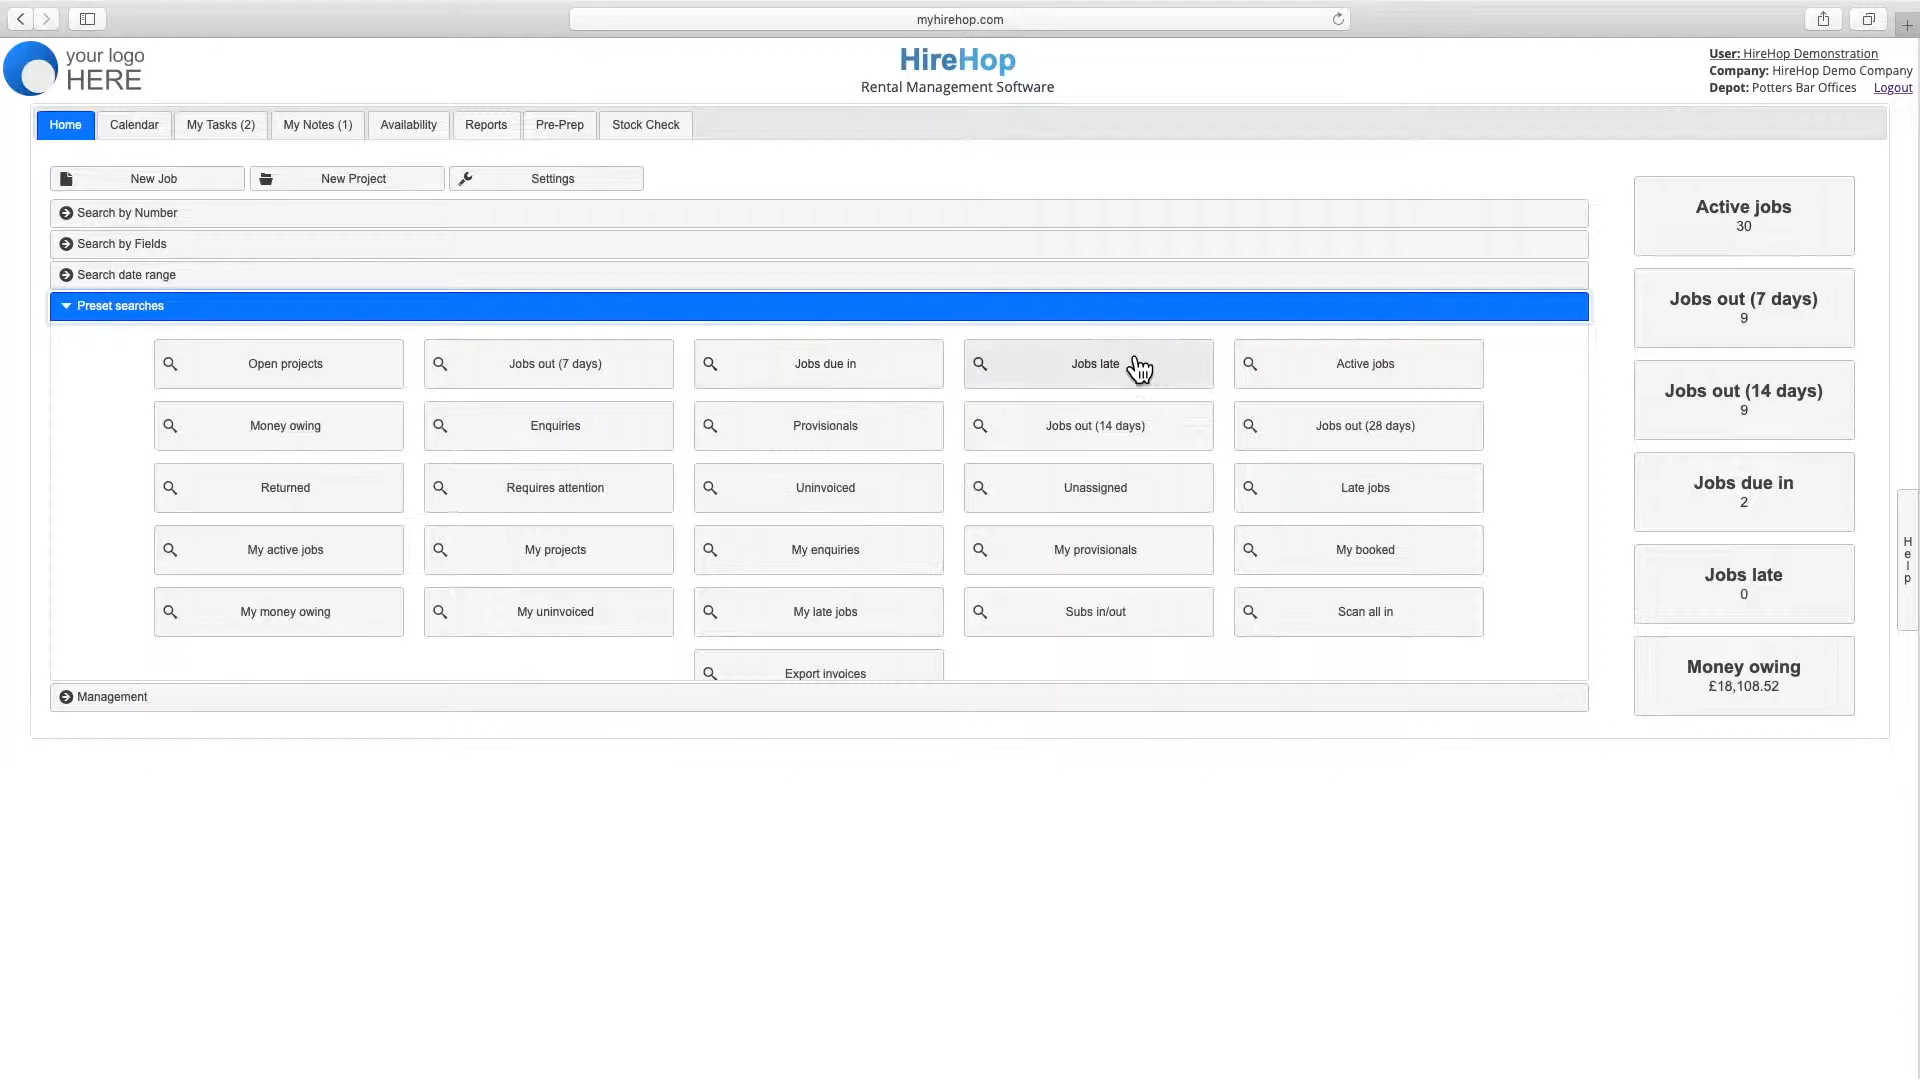 myhirehop.com
your logo
HERE
HireHop
Rental Management Software
User: HireHop Demonstration
Company: HireHop Demo Company
Depot: Potters Bar Offices Logout
Home Calendar My Tasks (2) My Notes (1) Availability Reports Pre-Prep Stock Check
New Job New Project Settings
Search by Number
Search by Fields
Search date range
Preset searches
Open projects Jobs out (7 days) Jobs due in Jobs late Active jobs
Money owing Enquiries Provisionals Jobs out (14 days) Jobs out (28 days)
Returned Requires attention Uninvoiced Unassigned Late jobs
My active jobs My projects My enquiries My provisionals My booked
My money owing My uninvoiced My late jobs Subs in/out Scan all in
Export invoices
Management
Active jobs
30
Jobs out (7 days)
9
Jobs out (14 days)
9
Jobs due in
2
Jobs late
0
Money owing
£18,108.52
Help